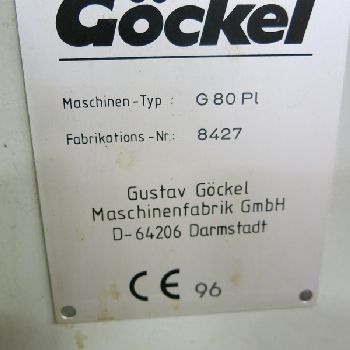 Göckel
Maschinen-Typ : G 80 Pl
Fabrikations-Nr.: 8427
Gustav Göckel
Maschinenfabrik GmbH
D-64206 Darmstadt
CE 96